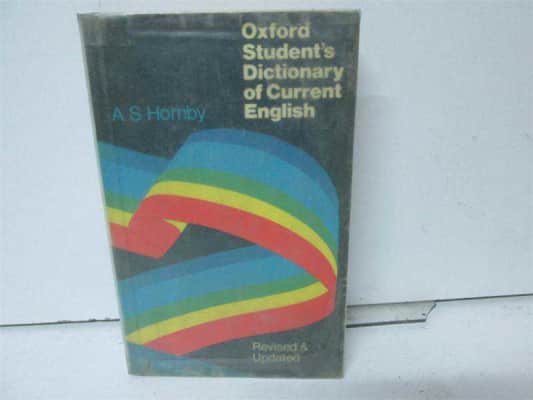 Oxford
Student's
Dictionary
of Current
English
A S Hornby
Revised &
Updated